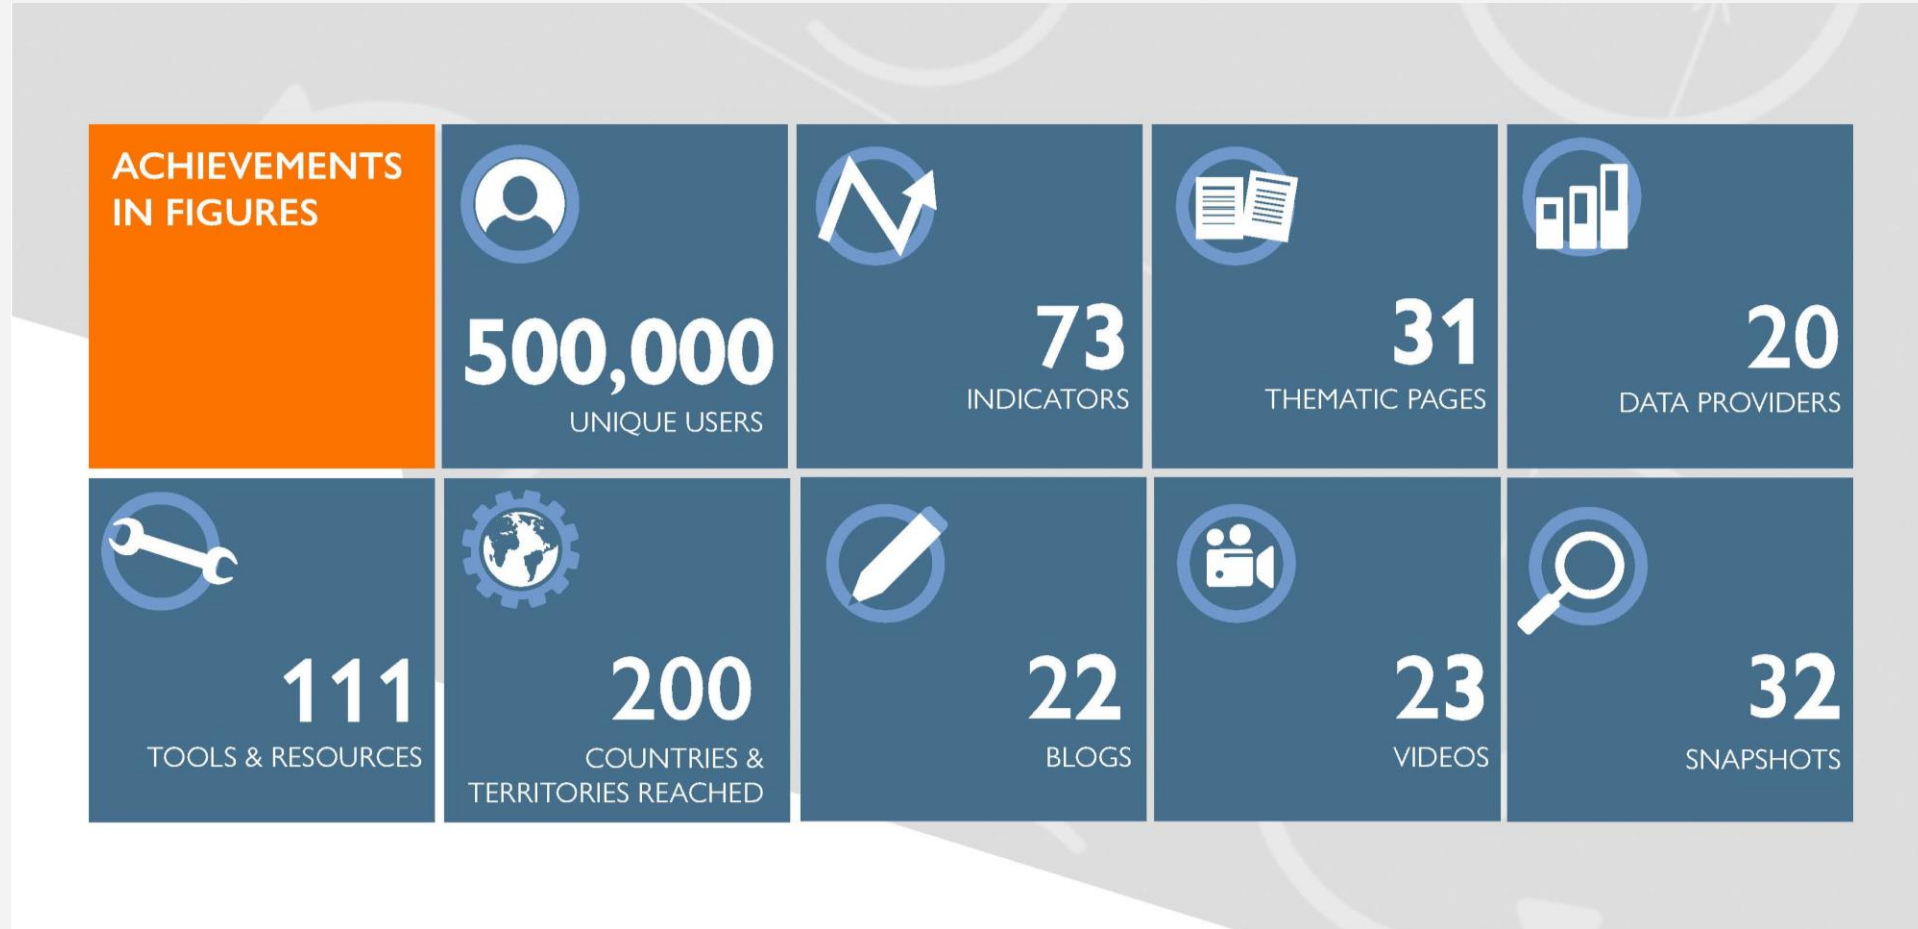 ACHIEVEMENTS
IN FIGURES
500,000
UNIQUE USERS
73
INDICATORS
31
THEMATIC PAGES
20
DATA PROVIDERS
111
TOOLS & RESOURCES
200
COUNTRIES &
TERRITORIES REACHED
22
BLOGS
23
VIDEOS
32
SNAPSHOTS